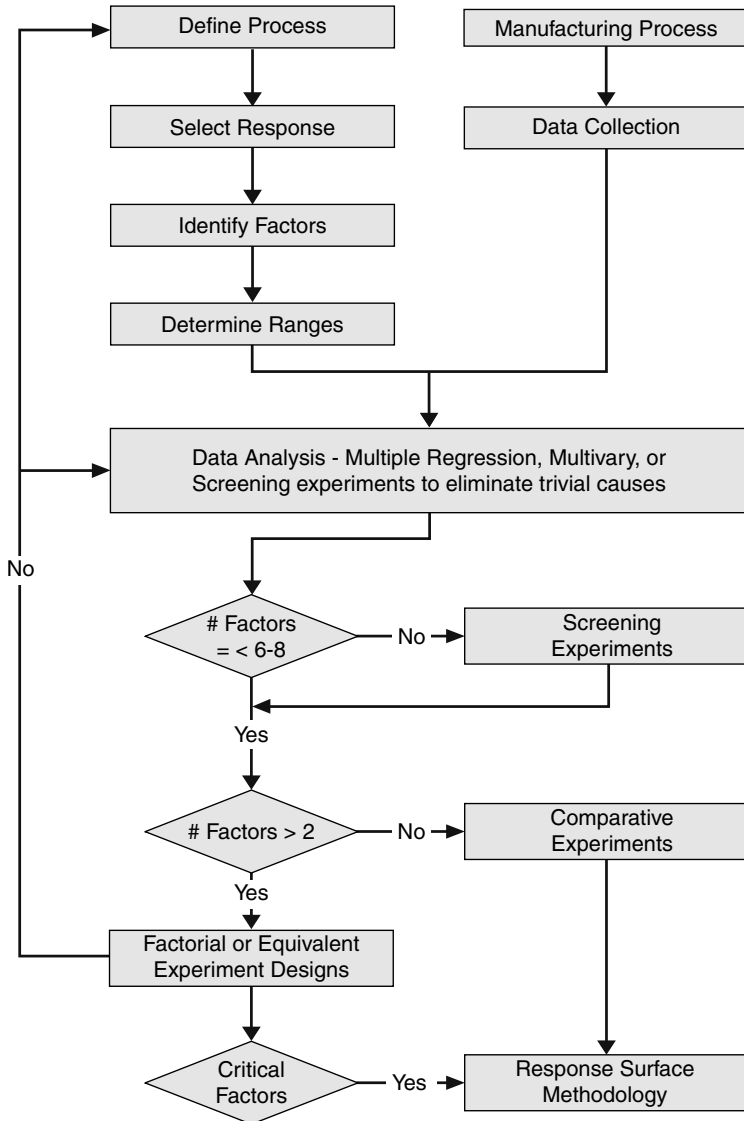 Define Process
Manufacturing Process
Select Response
Data Collection
Identify Factors
Determine Ranges
Data Analysis - Multiple Regression, Multivary, or
Screening experiments to eliminate trivial causes
No
# Factors
= < 6-8
No
Screening
Experiments
Yes
# Factors > 2
No
Comparative
Experiments
Yes
Factorial or Equivalent
Experiment Designs
Critical
Factors
Yes
Response Surface
Methodology